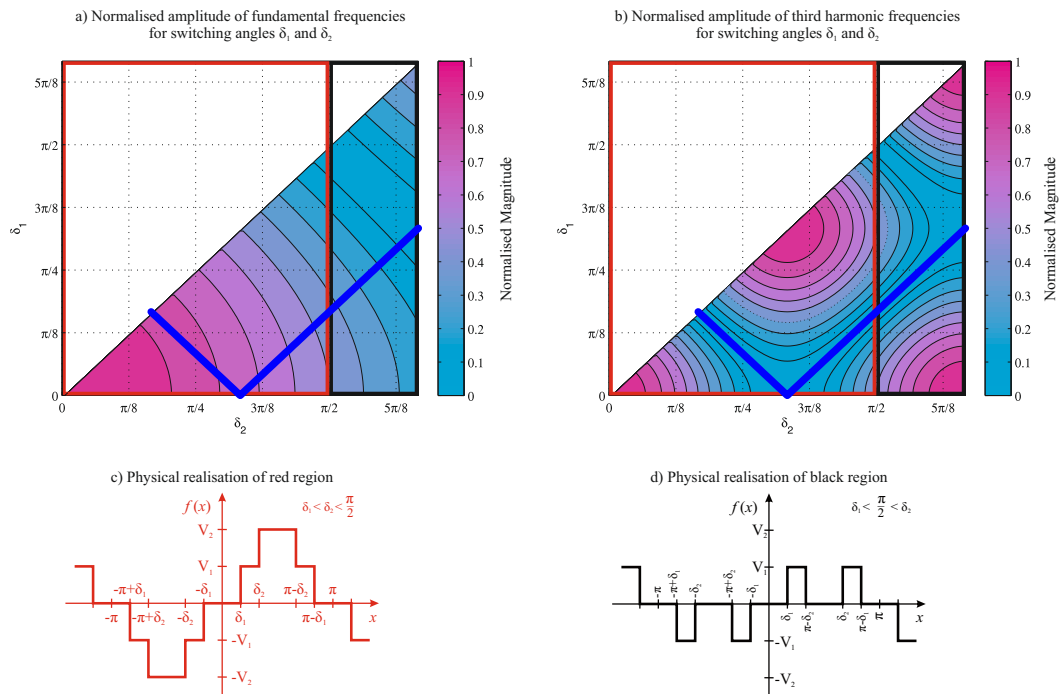 a) Normalised amplitude of fundamental frequencies
for switching angles δ₁ and δ₂
5π/8
π/2
3π/8
π/4
π/8
0
δ₁
0
π/8
π/4
3π/8
π/2
5π/8
δ₂
1
0.9
0.8
0.7
0.6
0.5
0.4
0.3
0.2
0.1
0
Normalised Magnitude
b) Normalised amplitude of third harmonic frequencies
for switching angles δ₁ and δ₂
5π/8
π/2
3π/8
π/4
π/8
0
δ₁
0
π/8
π/4
3π/8
π/2
5π/8
δ₂
1
0.9
0.8
0.7
0.6
0.5
0.4
0.3
0.2
0.1
0
Normalised Magnitude
c) Physical realisation of red region
f(x)
δ₁ < δ₂ < π/2
V₂
V₁
-π+δ₁
-δ₁
δ₂
π-δ₂
π
-π
-π+δ₂
-δ₂
δ₁
π-δ₁
x
-V₁
-V₂
d) Physical realisation of black region
f(x)
δ₁ < π/2 < δ₂
V₂
V₁
-π
-π+δ₁
-δ₂
-π+δ₂
-δ₁
δ₁
π-δ₂
δ₂
π-δ₁
π
x
-V₁
-V₂